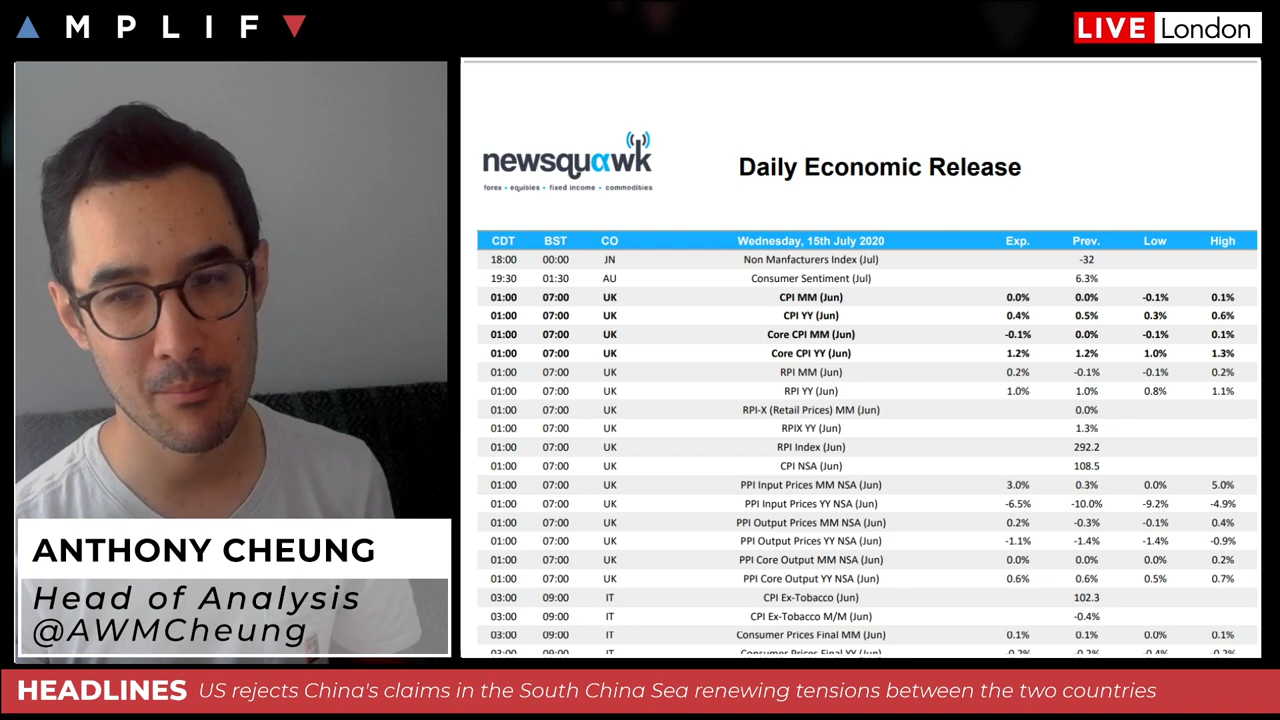 AMPLIFY
LIVE London
newsquawk
forex • equities • fixed income • commodities
Daily Economic Release
CDT BST CO Wednesday, 15th July 2020 Exp. Prev. Low High
18:00 00:00 JN Non Manfacturers Index (Jul) -32
19:30 01:30 AU Consumer Sentiment (Jul) 6.3%
01:00 07:00 UK CPI MM (Jun) 0.0% 0.0% -0.1% 0.1%
01:00 07:00 UK CPI YY (Jun) 0.4% 0.5% 0.3% 0.6%
01:00 07:00 UK Core CPI MM (Jun) -0.1% 0.0% -0.1% 0.1%
01:00 07:00 UK Core CPI YY (Jun) 1.2% 1.2% 1.0% 1.3%
01:00 07:00 UK RPI MM (Jun) 0.2% -0.1% -0.1% 0.2%
01:00 07:00 UK RPI YY (Jun) 1.0% 1.0% 0.8% 1.1%
01:00 07:00 UK RPI-X (Retail Prices) MM (Jun) 0.0%
01:00 07:00 UK RPIX YY (Jun) 1.3%
01:00 07:00 UK RPI Index (Jun) 292.2
01:00 07:00 UK CPI NSA (Jun) 108.5
01:00 07:00 UK PPI Input Prices MM NSA (Jun) 3.0% 0.3% 0.0% 5.0%
01:00 07:00 UK PPI Input Prices YY NSA (Jun) -6.5% -10.0% -9.2% -4.9%
01:00 07:00 UK PPI Output Prices MM NSA (Jun) 0.2% -0.3% -0.1% 0.4%
01:00 07:00 UK PPI Output Prices YY NSA (Jun) -1.1% -1.4% -1.4% -0.9%
01:00 07:00 UK PPI Core Output MM NSA (Jun) 0.0% 0.0% 0.0% 0.2%
01:00 07:00 UK PPI Core Output YY NSA (Jun) 0.6% 0.6% 0.5% 0.7%
03:00 09:00 IT CPI Ex-Tobacco (Jun) 102.3
03:00 09:00 IT CPI Ex-Tobacco M/M (Jun) -0.4%
03:00 09:00 IT Consumer Prices Final MM (Jun) 0.1% 0.1% 0.0% 0.1%
03:00 09:00 IT Consumer Prices Final YY (Jun) -0.2% -0.2% -0.4% -0.2%
ANTHONY CHEUNG
Head of Analysis
@AWMCheung
HEADLINES US rejects China's claims in the South China Sea renewing tensions between the two countries